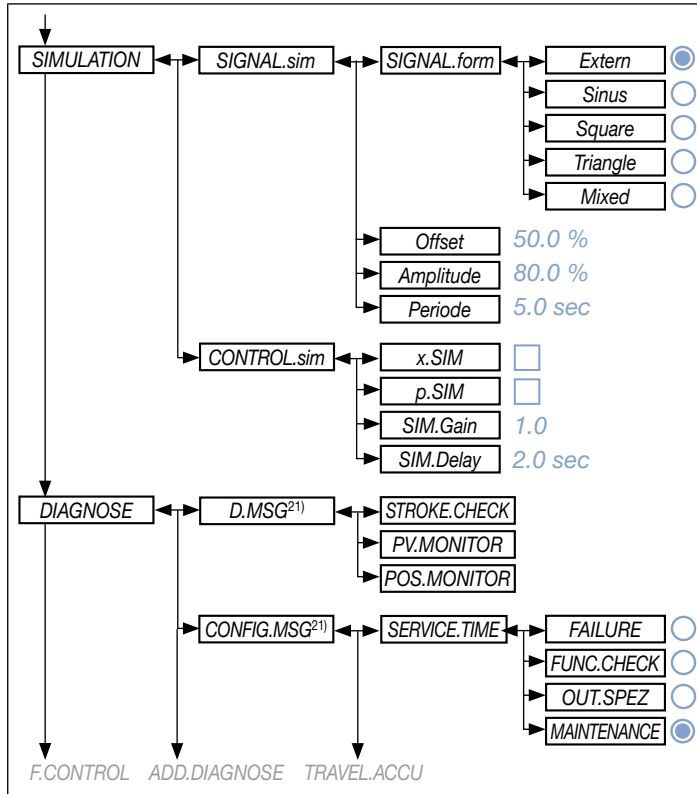 SIMULATION SIGNAL.sim SIGNAL.form Extern
Sinus
Square
Triangle
Mixed
Offset 50.0 %
Amplitude 80.0 %
Periode 5.0 sec
CONTROL.sim x.SIM
p.SIM
SIM.Gain 1.0
SIM.Delay 2.0 sec
DIAGNOSE D.MSG21) STROKE.CHECK
PV.MONITOR
POS.MONITOR
CONFIG.MSG21) SERVICE.TIME FAILURE
FUNC.CHECK
OUT.SPEZ
MAINTENANCE
F.CONTROL ADD.DIAGNOSE TRAVEL.ACCU